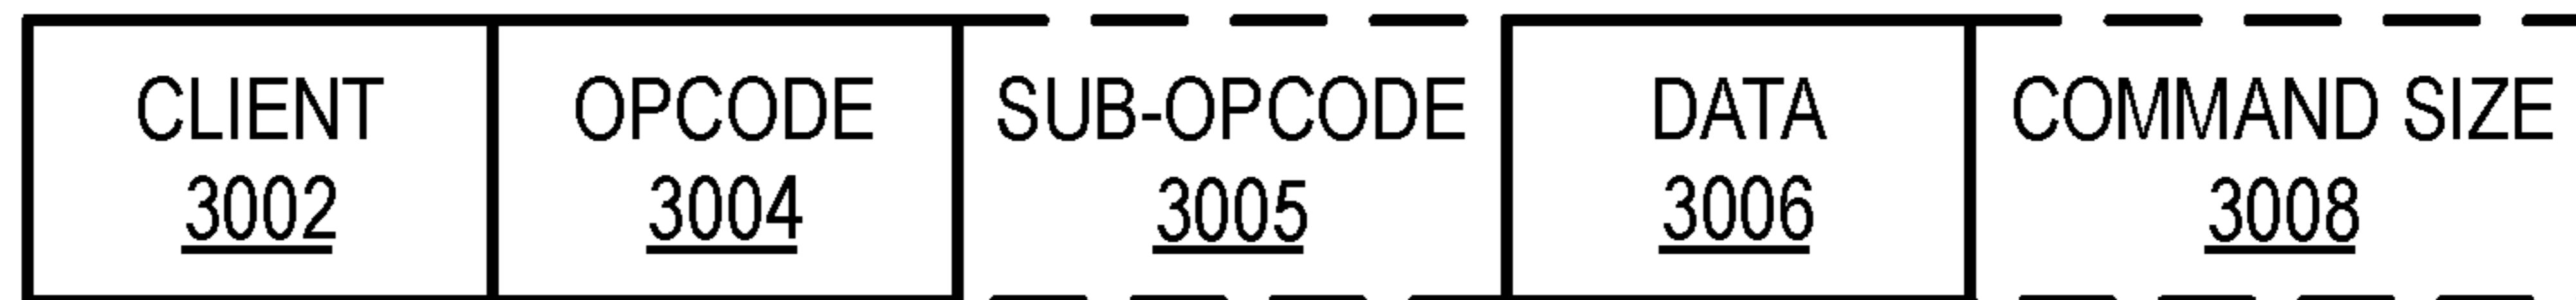 CLIENT
3002
OPCODE
3004
SUB-OPCODE
3005
DATA
3006
COMMAND SIZE
3008